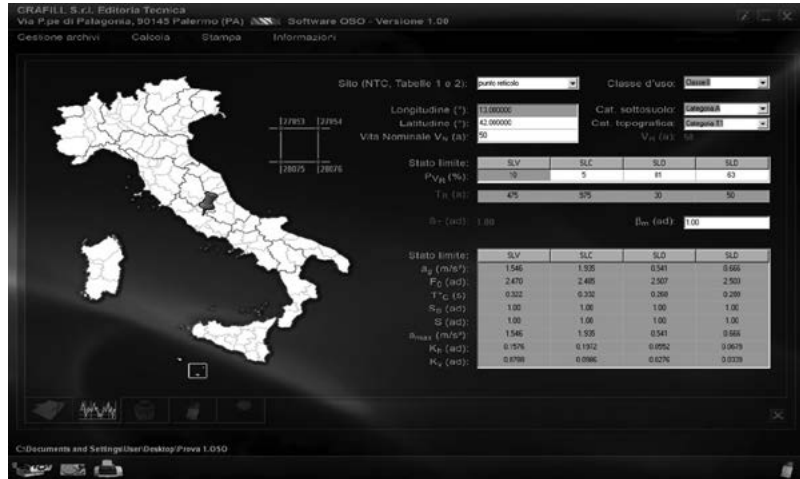 GRAFILL S.r.l. Editoria Tecnica
Via P.pe di Palagonia, 90145 Palermo (PA) Software OSO - Versione 1.00
Gestione archivi Calcola Stampa Informazioni
Sito (NTC, Tabelle 1 e 2): punto reticolo Classe d'uso: Classe II
Longitudine (°): 13.080000 Cat. sottosuolo: Categoria A
Latitudine (°): 42.080000 Cat. topografica: Categoria T1
Vita Nominale VN (a): 50 VR (a): 50
27853 27854
28075 28076
Stato limite: SLV SLC SLO SLD
PVR (%): 10 5 81 63
TR (a): 475 975 30 50
(ad): 1.00 βm (ad): 1.00
Stato limite: SLV SLC SLO SLD
ag (m/s²): 1.546 1.935 0.541 0.666
F0 (ad): 2.470 2.485 2.507 2.503
T*C (s): 0.322 0.332 0.268 0.288
SS (ad): 1.00 1.00 1.00 1.00
S (ad): 1.00 1.00 1.00 1.00
amax (m/s²): 1.546 1.935 0.541 0.666
Kh (ad): 0.1576 0.1972 0.0552 0.0679
Kv (ad): 0.0788 0.0986 0.0276 0.0339
C:\Documents and Settings\User\Desktop\Prova 1.OSO